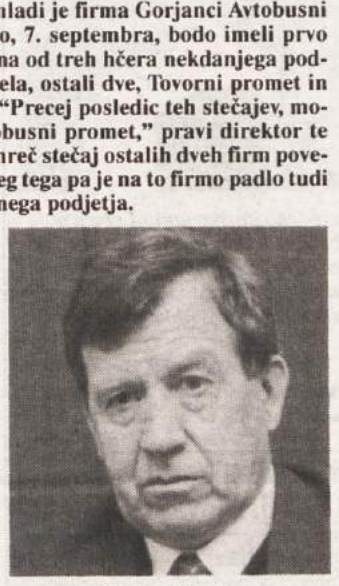 nladi je firma Gorjanci Avtobusni
o, 7. septembra, bodo imeli prvo
na od treh hčera nekdanjega pod-
ela, ostali dve, Tovorni promet in
“Precej posledic teh stečajev, mo-
obusni promet,” pravi direktor te
nreč stečaj ostalih dveh firm pove-
eg tega pa je na to firmo padlo tudi
nega podjetja.